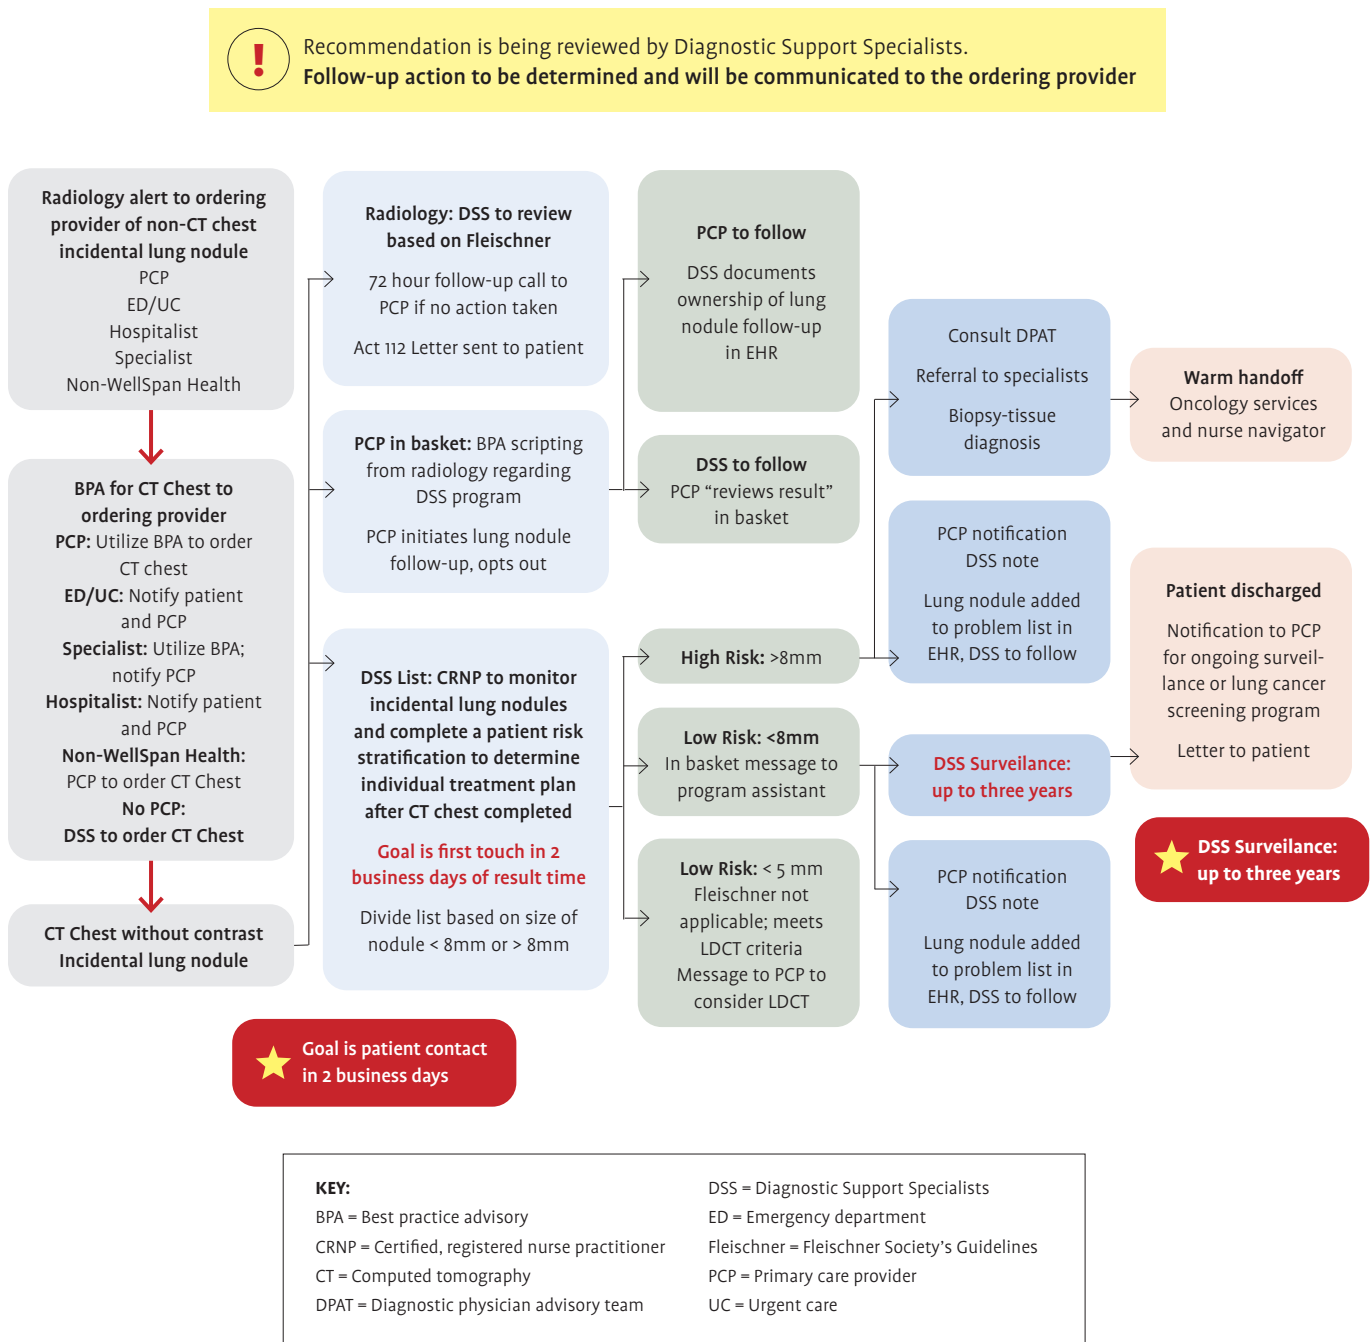 !
Recommendation is being reviewed by Diagnostic Support Specialists.
Follow-up action to be determined and will be communicated to the ordering provider
Radiology alert to ordering
provider of non-CT chest
incidental lung nodule
PCP
ED/UC
Hospitalist
Specialist
Non-WellSpan Health
BPA for CT Chest to
ordering provider
PCP: Utilize BPA to order
CT chest
ED/UC: Notify patient
and PCP
Specialist: Utilize BPA;
notify PCP
Hospitalist: Notify patient
and PCP
Non-WellSpan Health:
PCP to order CT Chest
No PCP:
DSS to order CT Chest
CT Chest without contrast
Incidental lung nodule
Radiology: DSS to review
based on Fleischner
72 hour follow-up call to
PCP if no action taken
Act 112 Letter sent to patient
PCP in basket: BPA scripting
from radiology regarding
DSS program
PCP initiates lung nodule
follow-up, opts out
DSS List: CRNP to monitor
incidental lung nodules
and complete a patient risk
stratification to determine
individual treatment plan
after CT chest completed
Goal is first touch in 2
business days of result time
Divide list based on size of
nodule < 8mm or > 8mm
Goal is patient contact
in 2 business days
PCP to follow
DSS documents
ownership of lung
nodule follow-up
in EHR
DSS to follow
PCP “reviews result”
in basket
High Risk: >8mm
Low Risk: <8mm
In basket message to
program assistant
Low Risk: < 5 mm
Fleischner not
applicable; meets
LDCT criteria
Message to PCP to
consider LDCT
Consult DPAT
Referral to specialists
Biopsy-tissue
diagnosis
PCP notification
DSS note
Lung nodule added
to problem list in
EHR, DSS to follow
DSS Surveilance:
up to three years
PCP notification
DSS note
Lung nodule added
to problem list in
EHR, DSS to follow
Warm handoff
Oncology services
and nurse navigator
Patient discharged
Notification to PCP
for ongoing surveil-
lance or lung cancer
screening program
Letter to patient
DSS Surveilance:
up to three years
KEY:
BPA = Best practice advisory
CRNP = Certified, registered nurse practitioner
CT = Computed tomography
DPAT = Diagnostic physician advisory team
DSS = Diagnostic Support Specialists
ED = Emergency department
Fleischner = Fleischner Society’s Guidelines
PCP = Primary care provider
UC = Urgent care